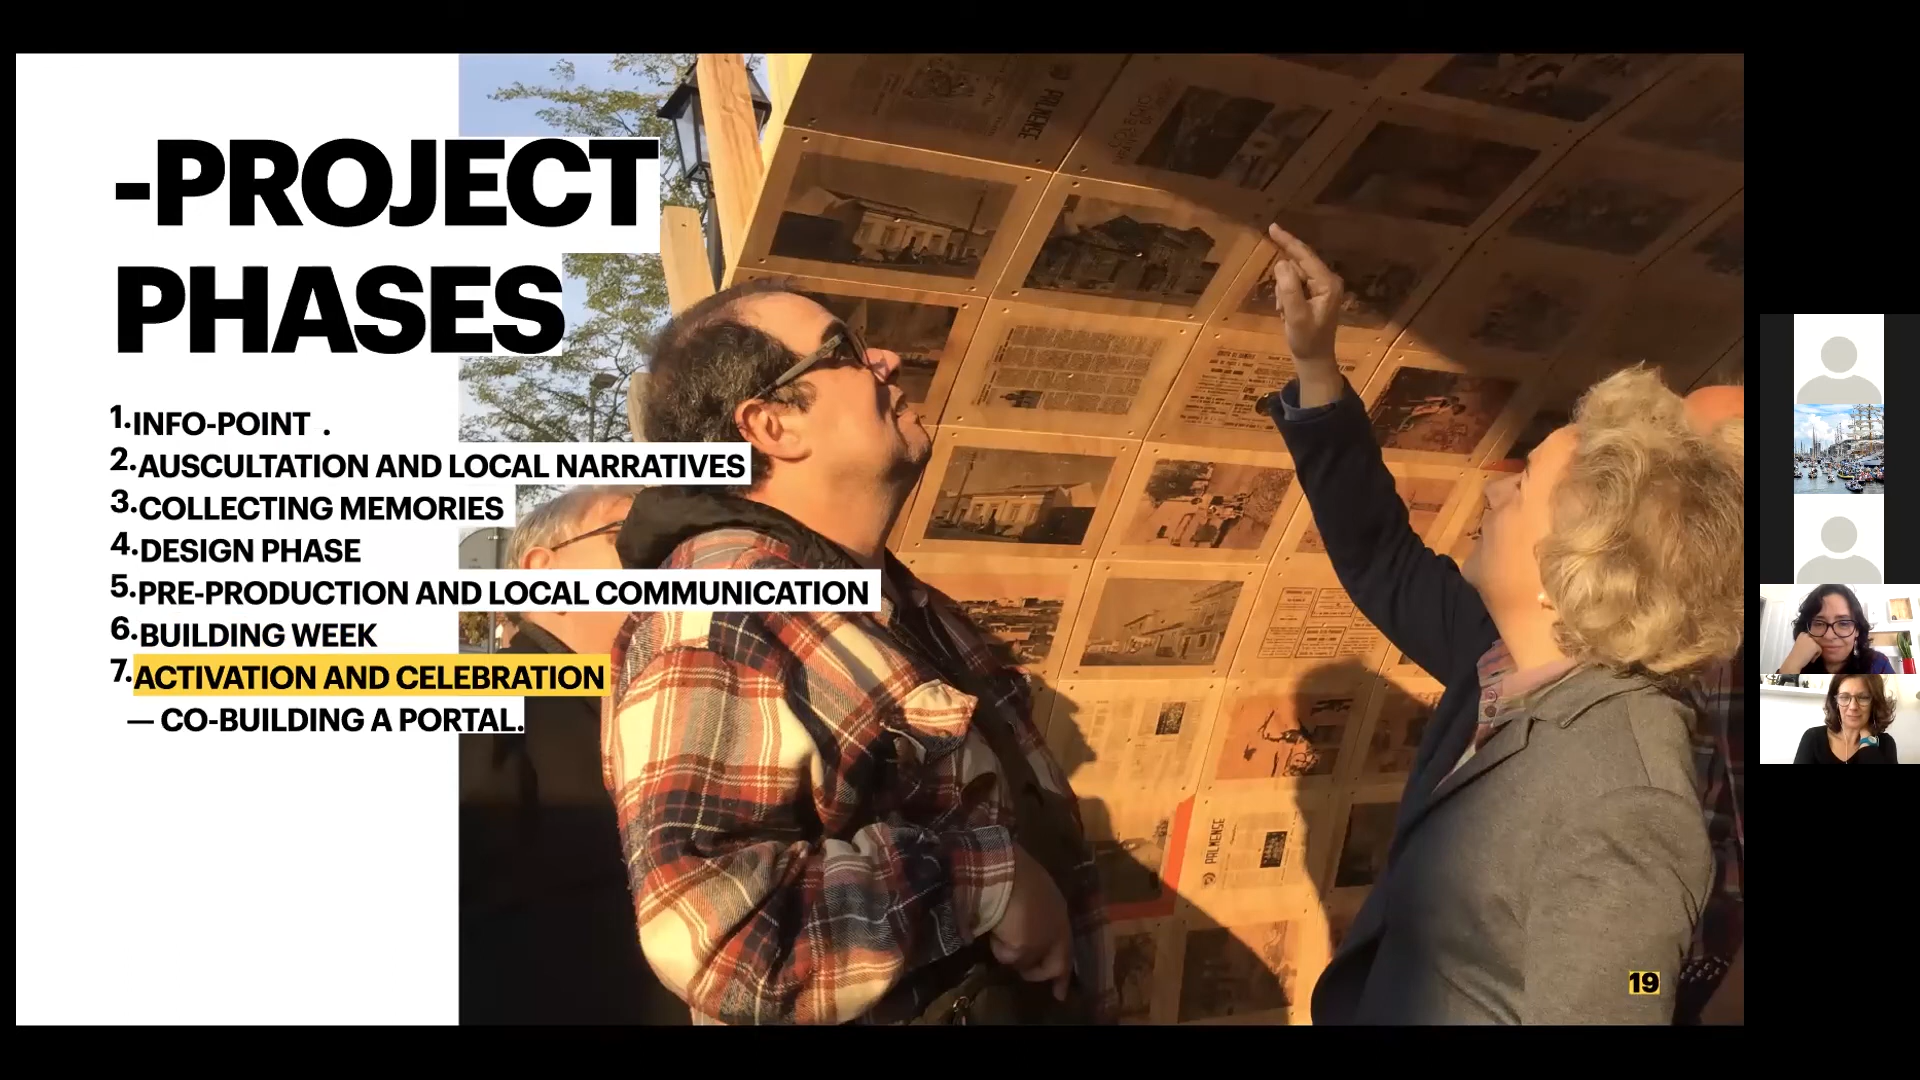 -PROJECT
PHASES
1.INFO-POINT .
2.AUSCULTATION AND LOCAL NARRATIVES
3.COLLECTING MEMORIES
4.DESIGN PHASE
5.PRE-PRODUCTION AND LOCAL COMMUNICATION
6.BUILDING WEEK
7.ACTIVATION AND CELEBRATION
— CO-BUILDING A PORTAL.
PALMENSE
PALMENSE
19